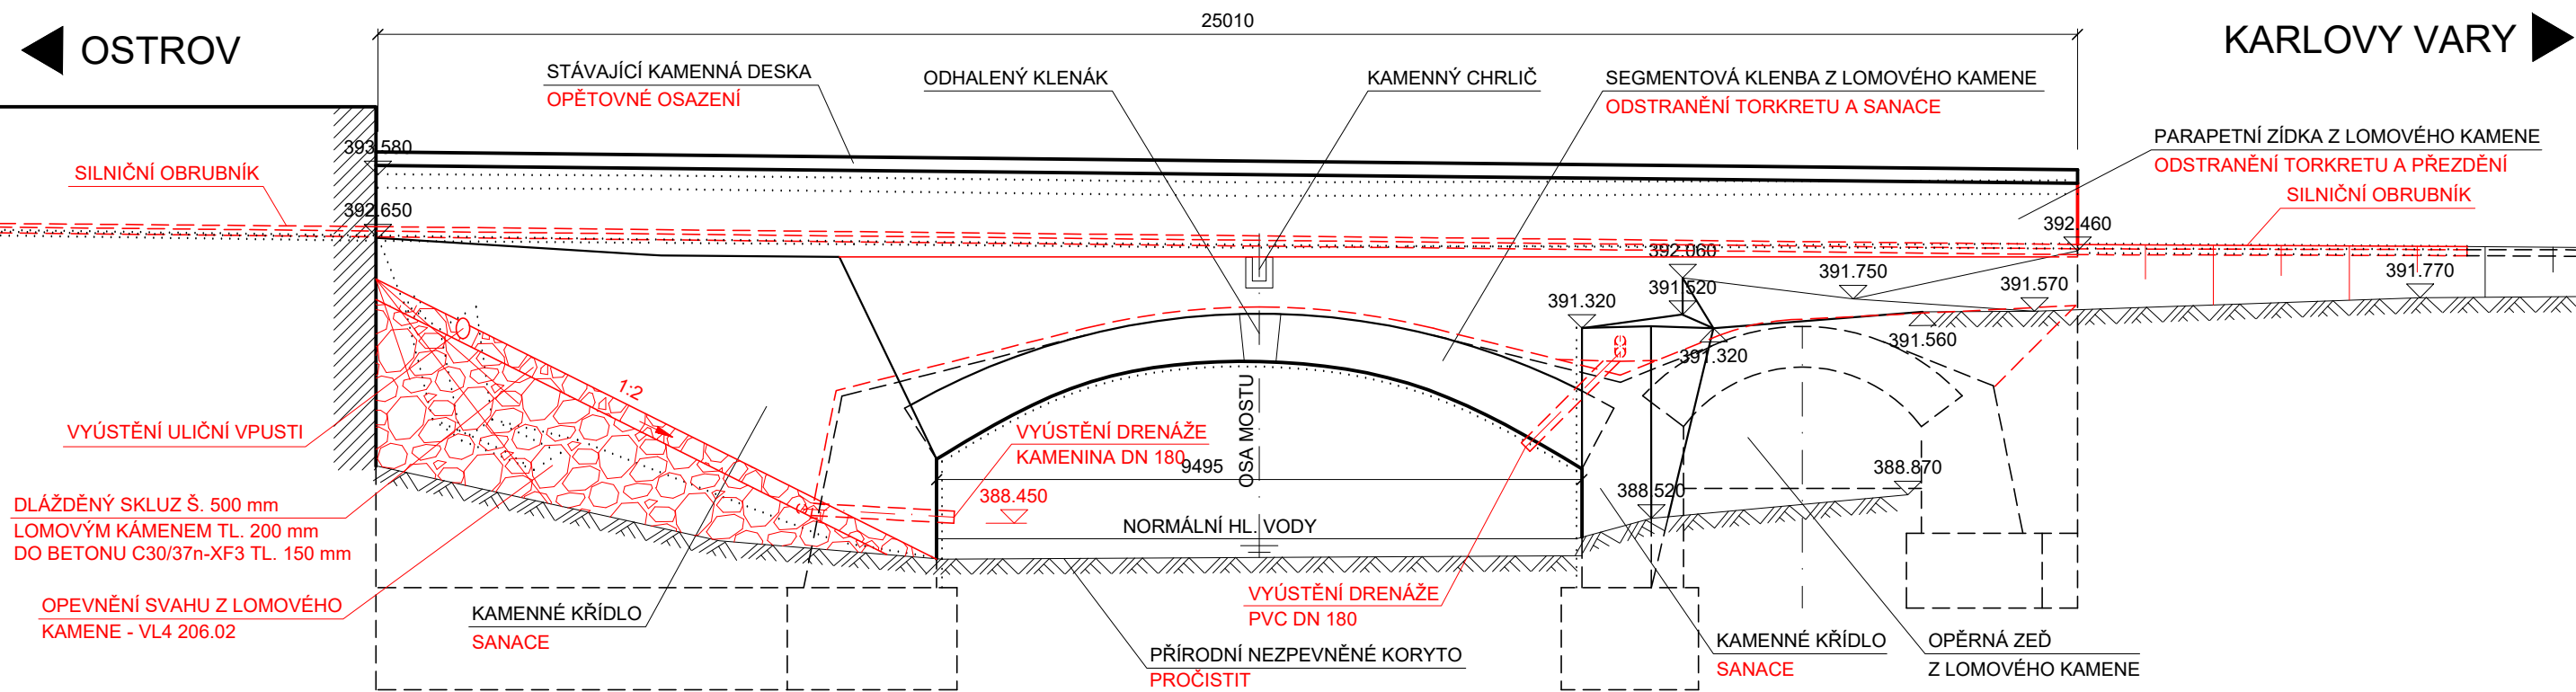 25010
OSTROV
KARLOVY VARY
STÁVAJÍCÍ KAMENNÁ DESKA
OPĚTOVNÉ OSAZENÍ
ODHALENÝ KLENÁK
KAMENNÝ CHRLIČ
SEGMENTOVÁ KLENBA Z LOMOVÉHO KAMENE
ODSTRANĚNÍ TORKRETU A SANACE
PARAPETNÍ ZÍDKA Z LOMOVÉHO KAMENE
ODSTRANĚNÍ TORKRETU A PŘEZDĚNÍ
393.580
SILNIČNÍ OBRUBNÍK
SILNIČNÍ OBRUBNÍK
392.650
392.460
392.060
391.750
391.770
391.570
391.520
391.320
391.320
391.560
1:2
VYÚSTĚNÍ ULIČNÍ VPUSTI
VYÚSTĚNÍ DRENÁŽE
KAMENINA DN 180
9495
OSA MOSTU
388.450
388.520
388.870
NORMÁLNÍ HL. VODY
DLÁŽDĚNÝ SKLUZ Š. 500 mm
LOMOVÝM KÁMENEM TL. 200 mm
DO BETONU C30/37n-XF3 TL. 150 mm
OPEVNĚNÍ SVAHU Z LOMOVÉHO
KAMENE - VL4 206.02
KAMENNÉ KŘÍDLO
SANACE
VYÚSTĚNÍ DRENÁŽE
PVC DN 180
PŘÍRODNÍ NEZPEVNĚNÉ KORYTO
PROČISTIT
KAMENNÉ KŘÍDLO
SANACE
OPĚRNÁ ZEĎ
Z LOMOVÉHO KAMENE